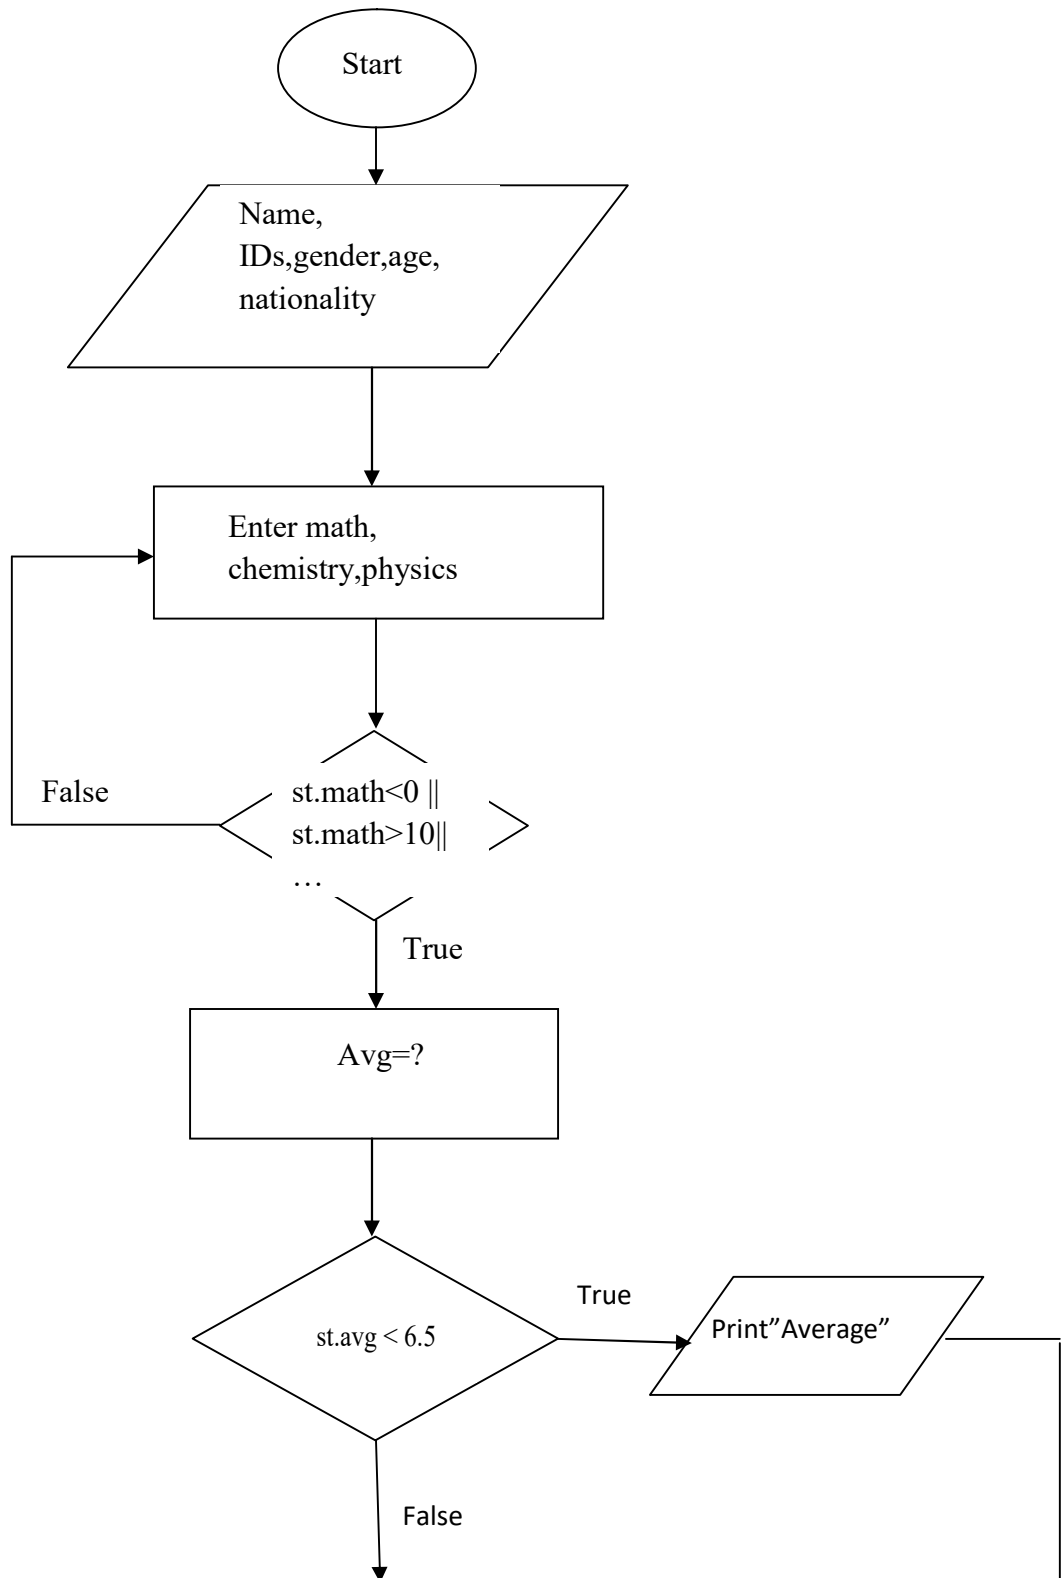 Start
Name,
IDs,gender,age,
nationality
Enter math,
chemistry,physics
False
st.math<0 ||
st.math>10||
…
True
Avg=?
st.avg < 6.5
True
Print”Average”
False